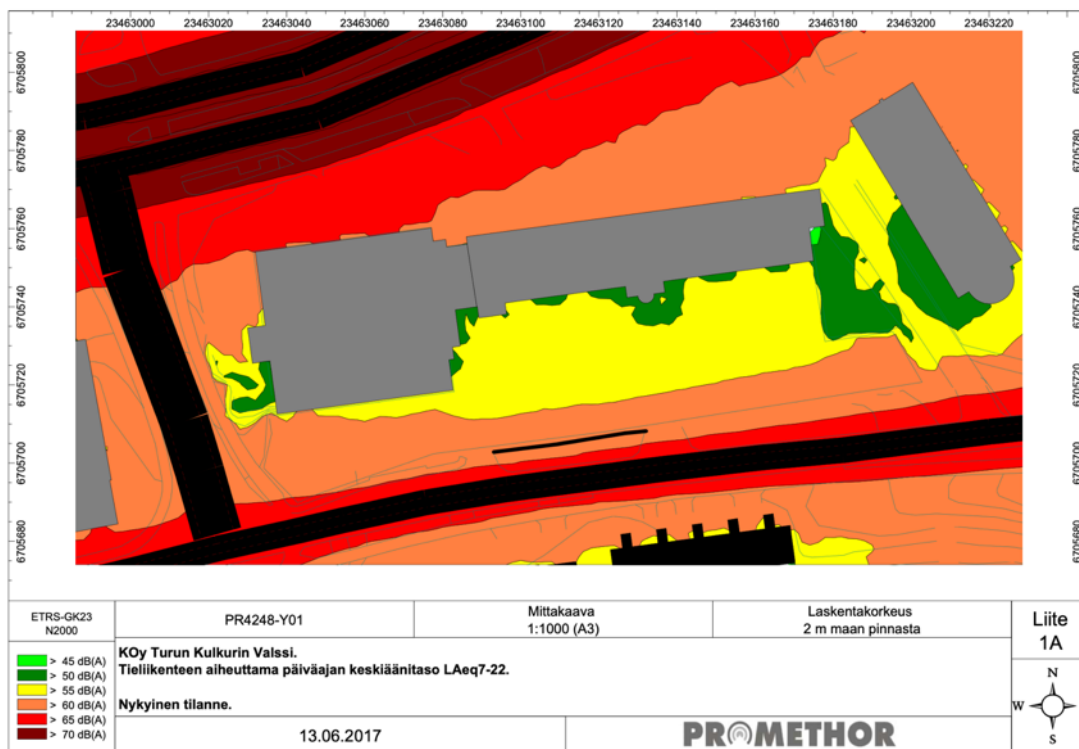 23463000 23463020 23463040 23463060 23463080 23463100 23463120 23463140 23463160 23463180 23463200 23463220
6705800 6705800
6705780 6705780
6705760 6705760
6705740 6705740
6705720 6705720
6705700 6705700
6705680 6705680
ETRS-GK23
N2000
PR4248-Y01
Mittakaava
1:1000 (A3)
Laskentakorkeus
2 m maan pinnasta
Liite
1A
> 45 dB(A)
> 50 dB(A)
> 55 dB(A)
> 60 dB(A)
> 65 dB(A)
> 70 dB(A)
KOy Turun Kulkurin Valssi.
Tieliikenteen aiheuttama päiväajan keskiäänitaso LAeq7-22.
Nykyinen tilanne.
13.06.2017
PROMETHOR
N
W
S